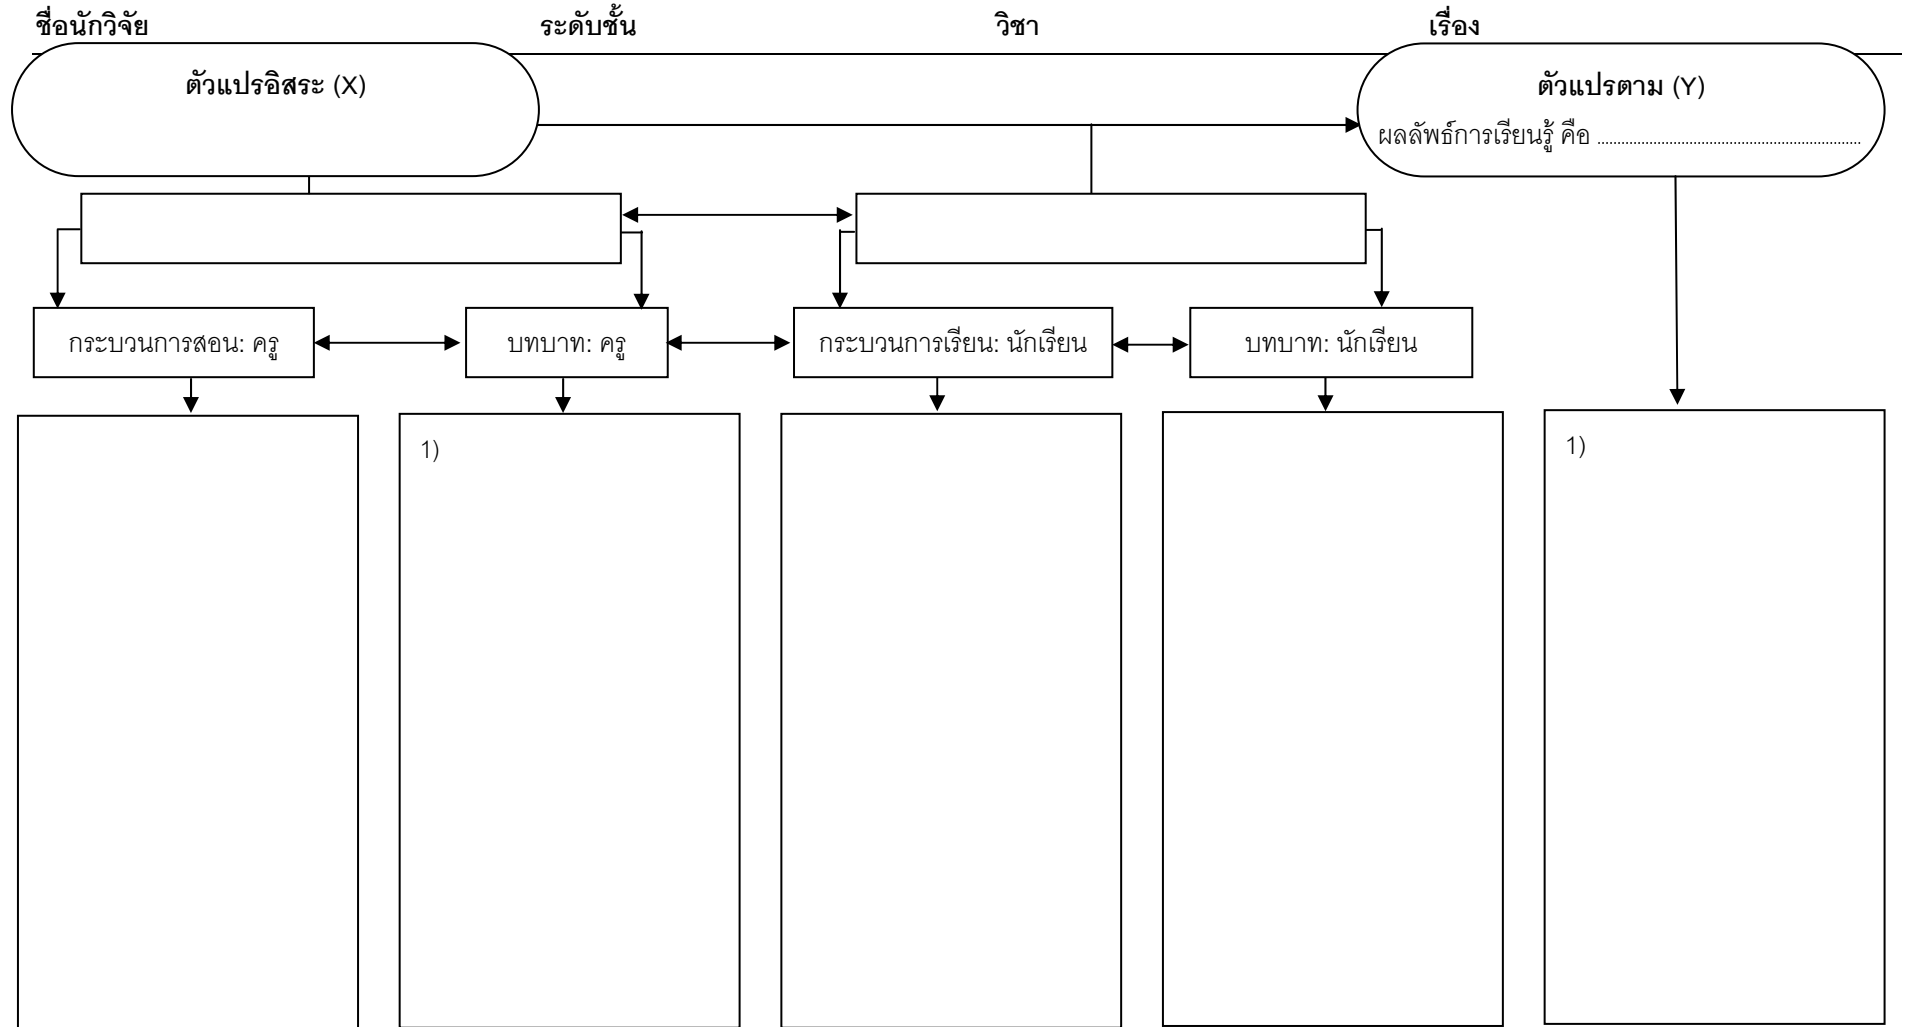 ชื่อนักวิจัย ระดับชั้น วิชา เรื่อง
ตัวแปรอิสระ (X)
ตัวแปรตาม (Y)
ผลลัพธ์การเรียนรู้ คือ ..............................................................
กระบวนการสอน: ครู
บทบาท: ครู
กระบวนการเรียน: นักเรียน
บทบาท: นักเรียน
1)
1)